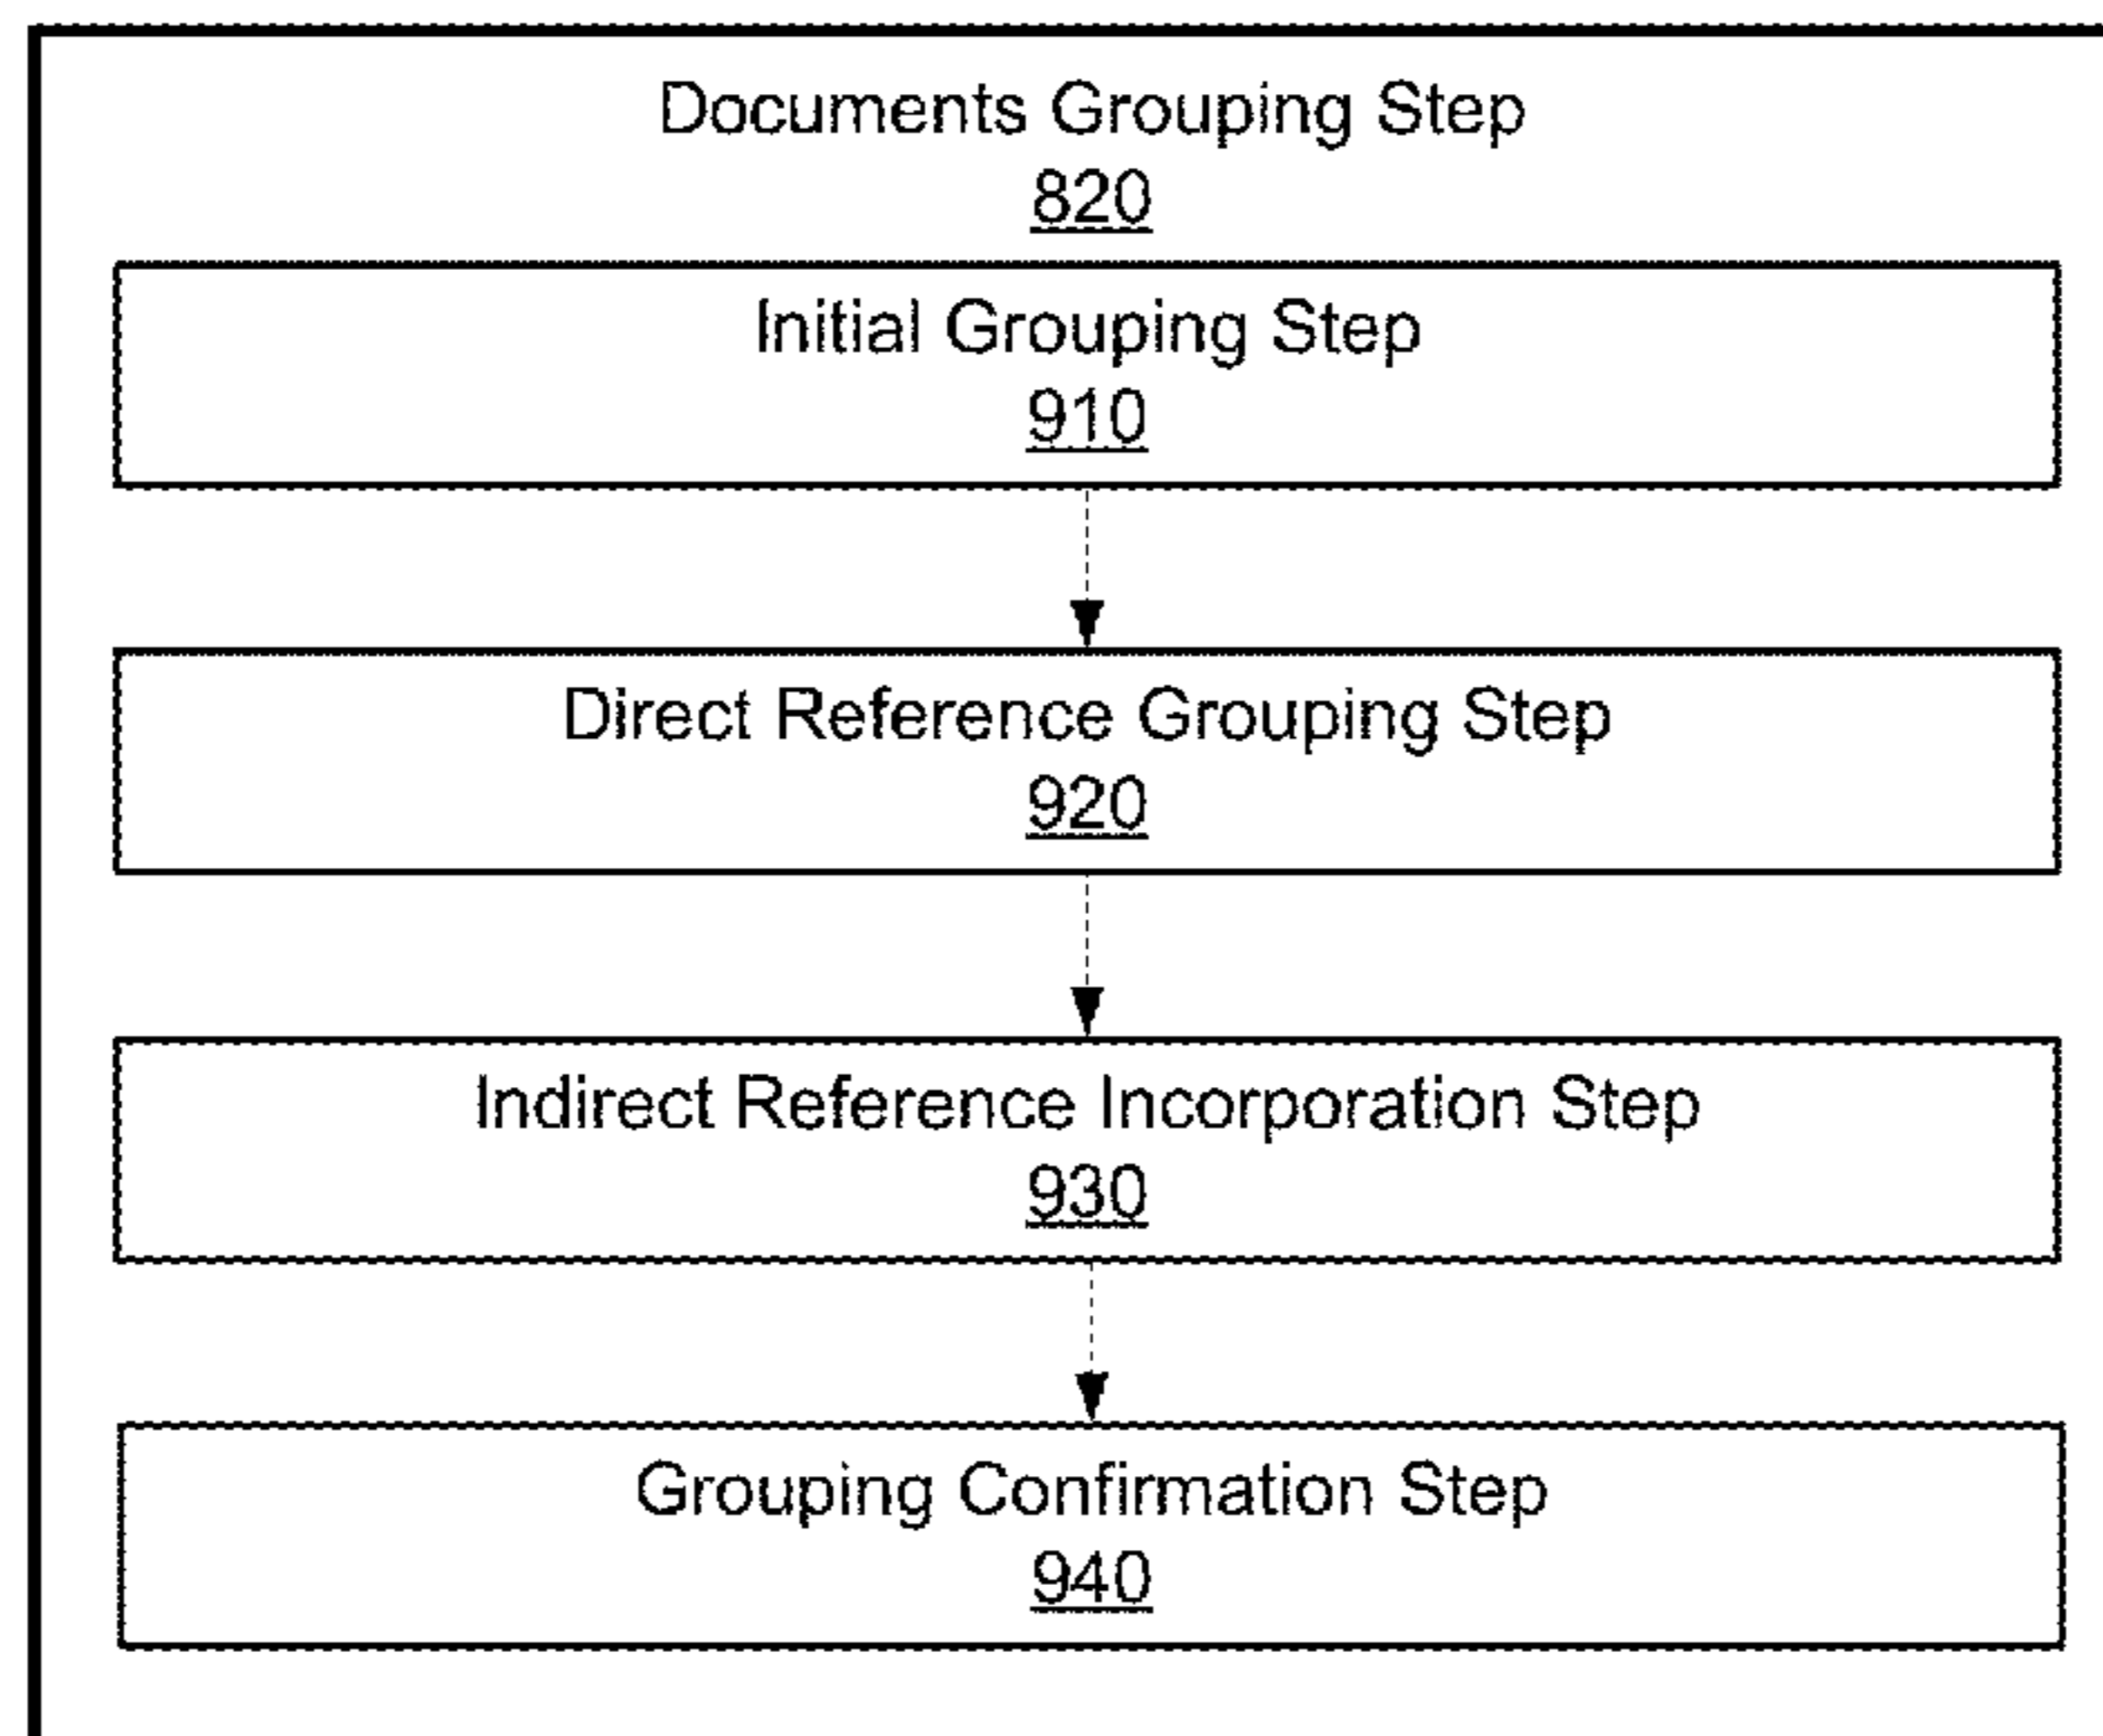 Documents Grouping Step
820
Initial Grouping Step
910
Direct Reference Grouping Step
920
Indirect Reference Incorporation Step
930
Grouping Confirmation Step
940